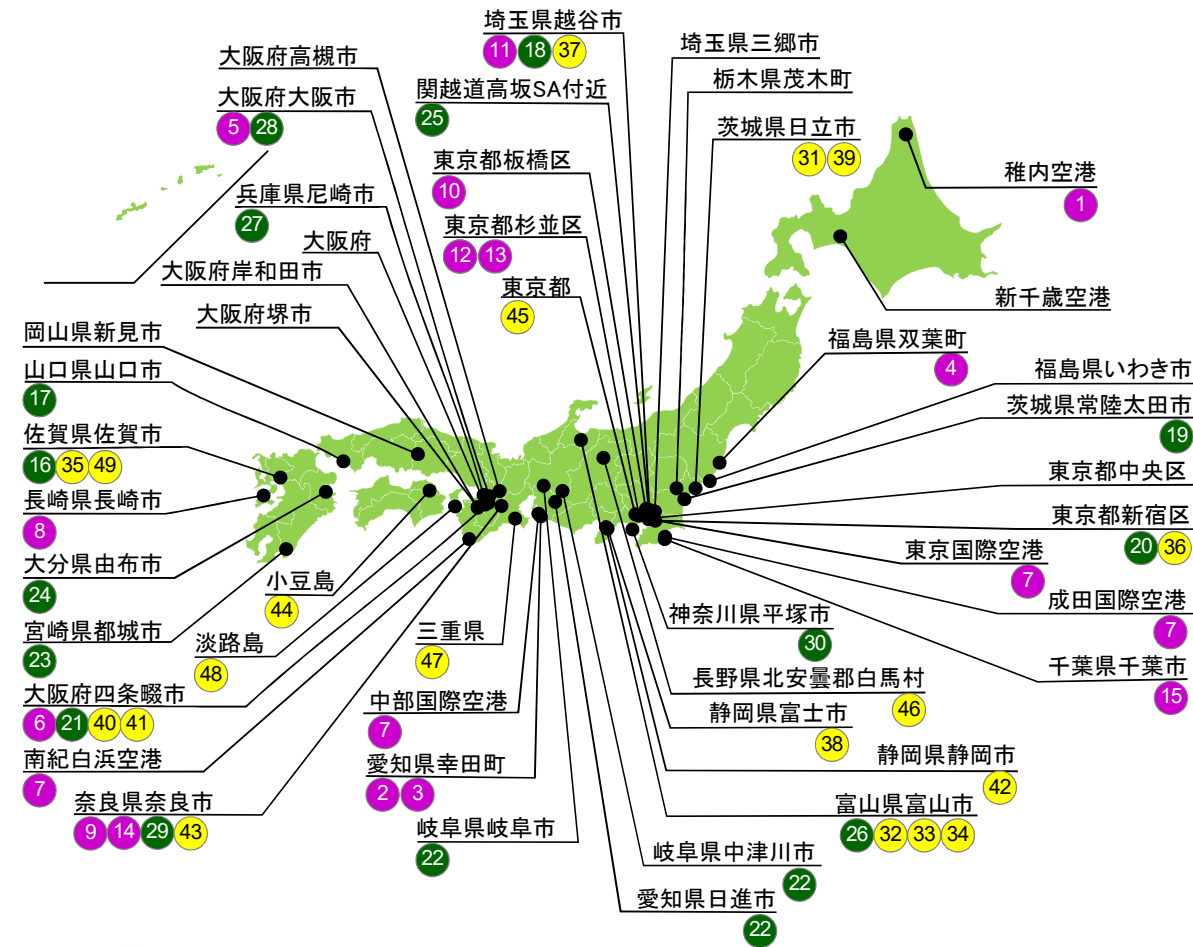 埼玉県越谷市
11 18 37
埼玉県三郷市
大阪府高槻市
栃木県茂木町
関越道高坂SA付近
25
大阪府大阪市
5 28
茨城県日立市
31 39
東京都板橋区
10
稚内空港
1
兵庫県尼崎市
27
東京都杉並区
12 13
大阪府
大阪府岸和田市
東京都
45
新千歳空港
大阪府堺市
岡山県新見市
福島県双葉町
4
山口県山口市
17
福島県いわき市
茨城県常陸太田市
19
佐賀県佐賀市
16 35 49
東京都中央区
長崎県長崎市
8
東京都新宿区
20 36
東京国際空港
7
大分県由布市
24
小豆島
44
成田国際空港
7
神奈川県平塚市
30
宮崎県都城市
23
淡路島
48
三重県
47
千葉県千葉市
15
長野県北安曇郡白馬村
46
大阪府四条畷市
6 21 40 41
中部国際空港
7
静岡県富士市
38
南紀白浜空港
7
愛知県幸田町
2 3
静岡県静岡市
42
奈良県奈良市
9 14 29 43
富山県富山市
26 32 33 34
岐阜県岐阜市
22
岐阜県中津川市
22
愛知県日進市
22